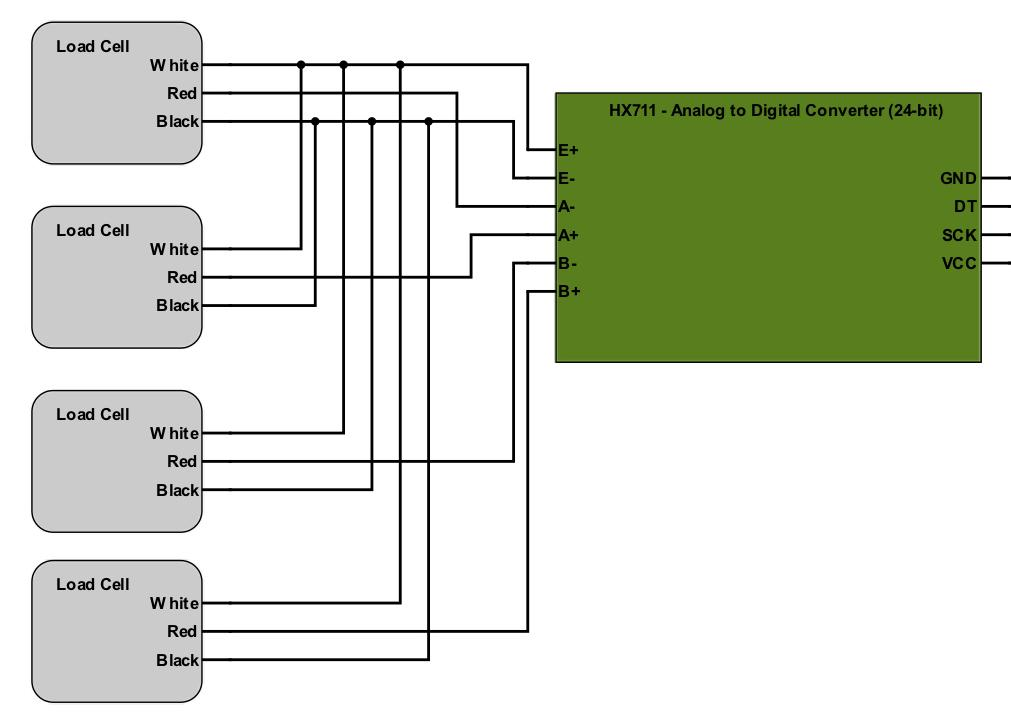 Load Cell
White
Red
Black
HX711 - Analog to Digital Converter (24-bit)
E+
E-
A-
A+
B-
B+
GND
DT
SCK
VCC
Load Cell
White
Red
Black
Load Cell
White
Red
Black
Load Cell
White
Red
Black